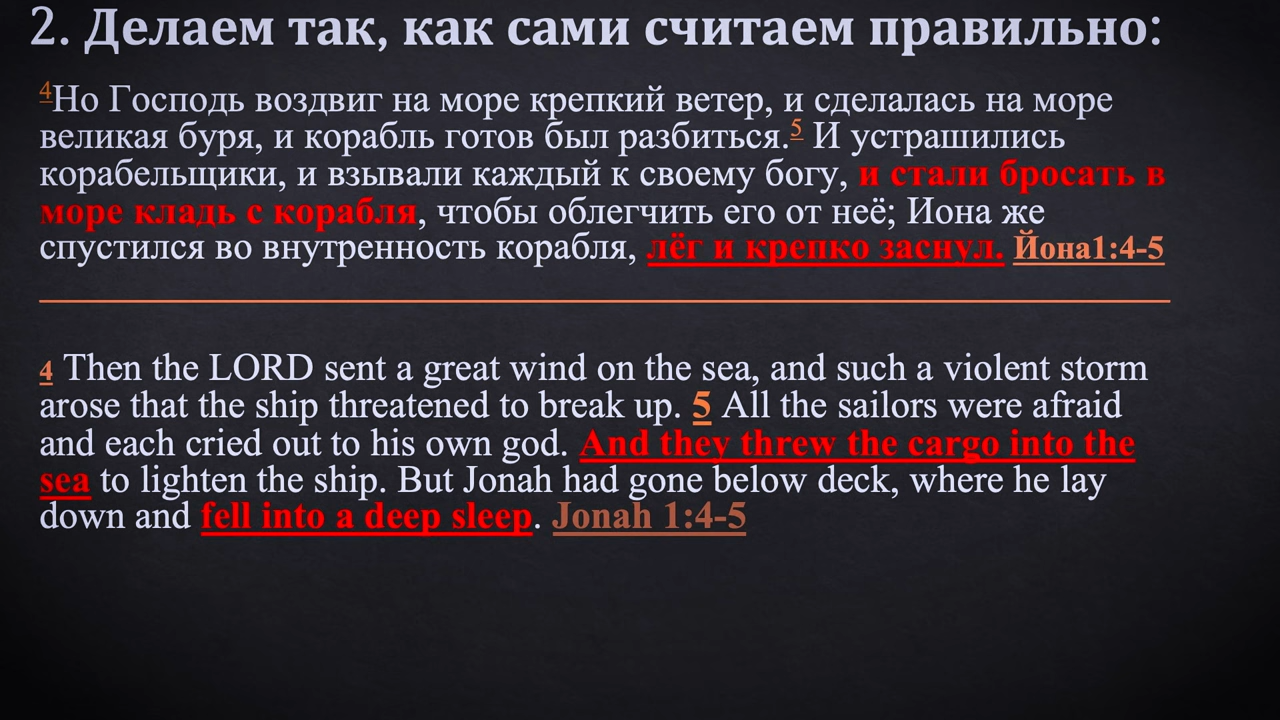 2. Делаем так, как сами считаем правильно:
4Но Господь воздвиг на море крепкий ветер, и сделалась на море
великая буря, и корабль готов был разбиться.5 И устрашились
корабельщики, и взывали каждый к своему богу, и стали бросать в
море кладь с корабля, чтобы облегчить его от неё; Иона же
спустился во внутренность корабля, лёг и крепко заснул. Йона1:4-5
4 Then the LORD sent a great wind on the sea, and such a violent storm
arose that the ship threatened to break up. 5 All the sailors were afraid
and each cried out to his own god. And they threw the cargo into the
sea to lighten the ship. But Jonah had gone below deck, where he lay
down and fell into a deep sleep. Jonah 1:4-5